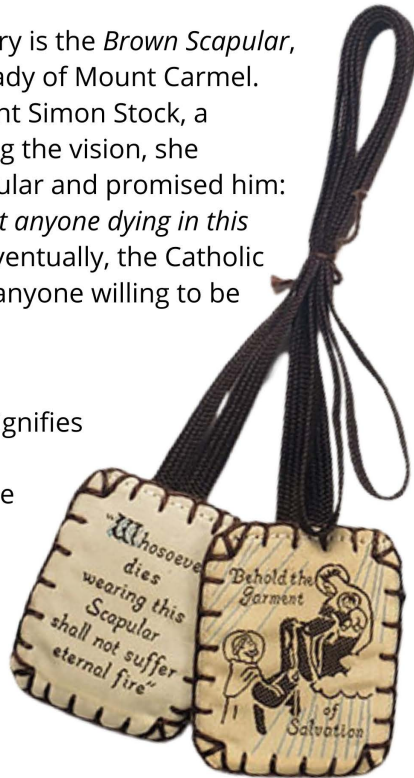 ry is the Brown Scapular,
ady of Mount Carmel.
nt Simon Stock, a
g the vision, she
ular and promised him:
t anyone dying in this
ventually, the Catholic
anyone willing to be
gnifies
e
"Whosoeve
dies
wearing this
Scapular
shall not suffer
eternal fire"
Behold the
Garment
of
Salvation